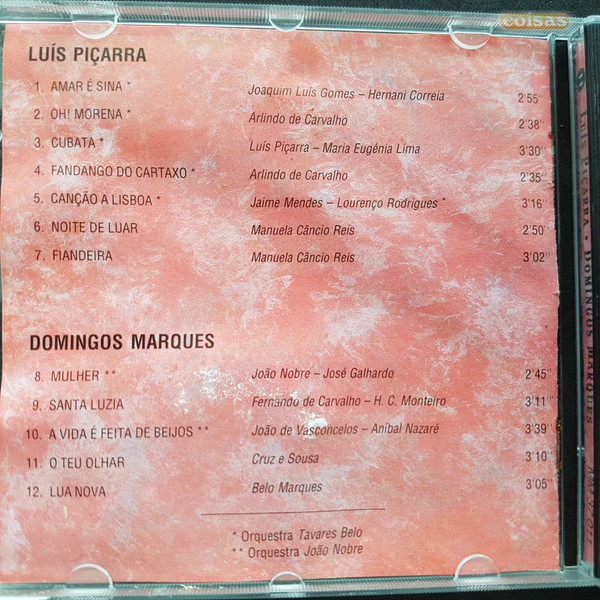 coisas
LUÍS PIÇARRA
1. AMAR É SINA * Joaquim Luís Gomes – Hernani Correia 2'55''
2. OH! MORENA * Arlindo de Carvalho 2'38''
3. CUBATA * Luís Piçarra – Maria Eugénia Lima 3'30''
4. FANDANGO DO CARTAXO * Arlindo de Carvalho 2'35''
5. CANÇÃO A LISBOA * Jaime Mendes – Lourenço Rodrigues * 3'16'
6. NOITE DE LUAR Manuela Câncio Reis 2'50''
7. FIANDEIRA Manuela Câncio Reis 3'02''
DOMINGOS MARQUES
8. MULHER ** João Nobre – José Galhardo 2'45''
9. SANTA LUZIA Fernando de Carvalho – H. C. Monteiro 3'11''
10. A VIDA É FEITA DE BEIJOS ** João de Vasconcelos – Aníbal Nazaré 3'39''
11. O TEU OLHAR Cruz e Sousa 3'10''
12. LUA NOVA Belo Marques 3'05''
* Orquestra Tavares Belo
** Orquestra João Nobre
LUÍS PIÇARRA • DOMINGOS MARQUES